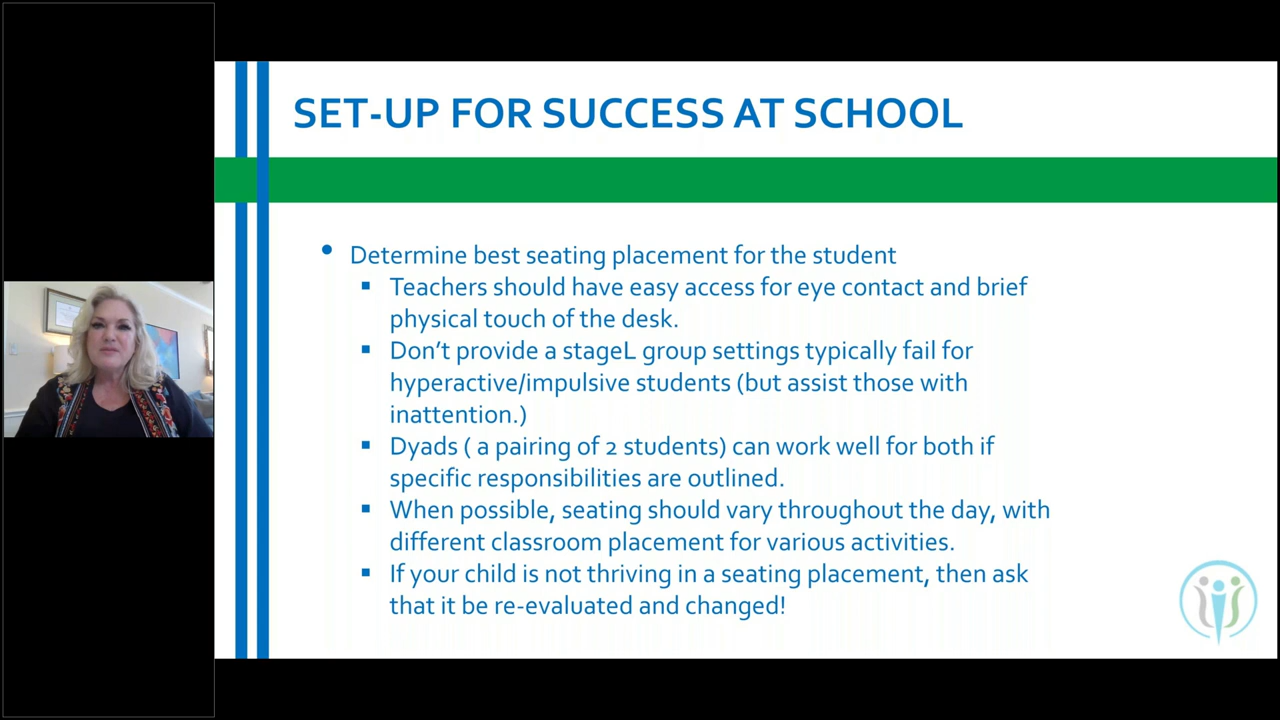 SET-UP FOR SUCCESS AT SCHOOL
• Determine best seating placement for the student
▪ Teachers should have easy access for eye contact and brief
physical touch of the desk.
▪ Don’t provide a stageL group settings typically fail for
hyperactive/impulsive students (but assist those with
inattention.)
▪ Dyads ( a pairing of 2 students) can work well for both if
specific responsibilities are outlined.
▪ When possible, seating should vary throughout the day, with
different classroom placement for various activities.
▪ If your child is not thriving in a seating placement, then ask
that it be re-evaluated and changed!